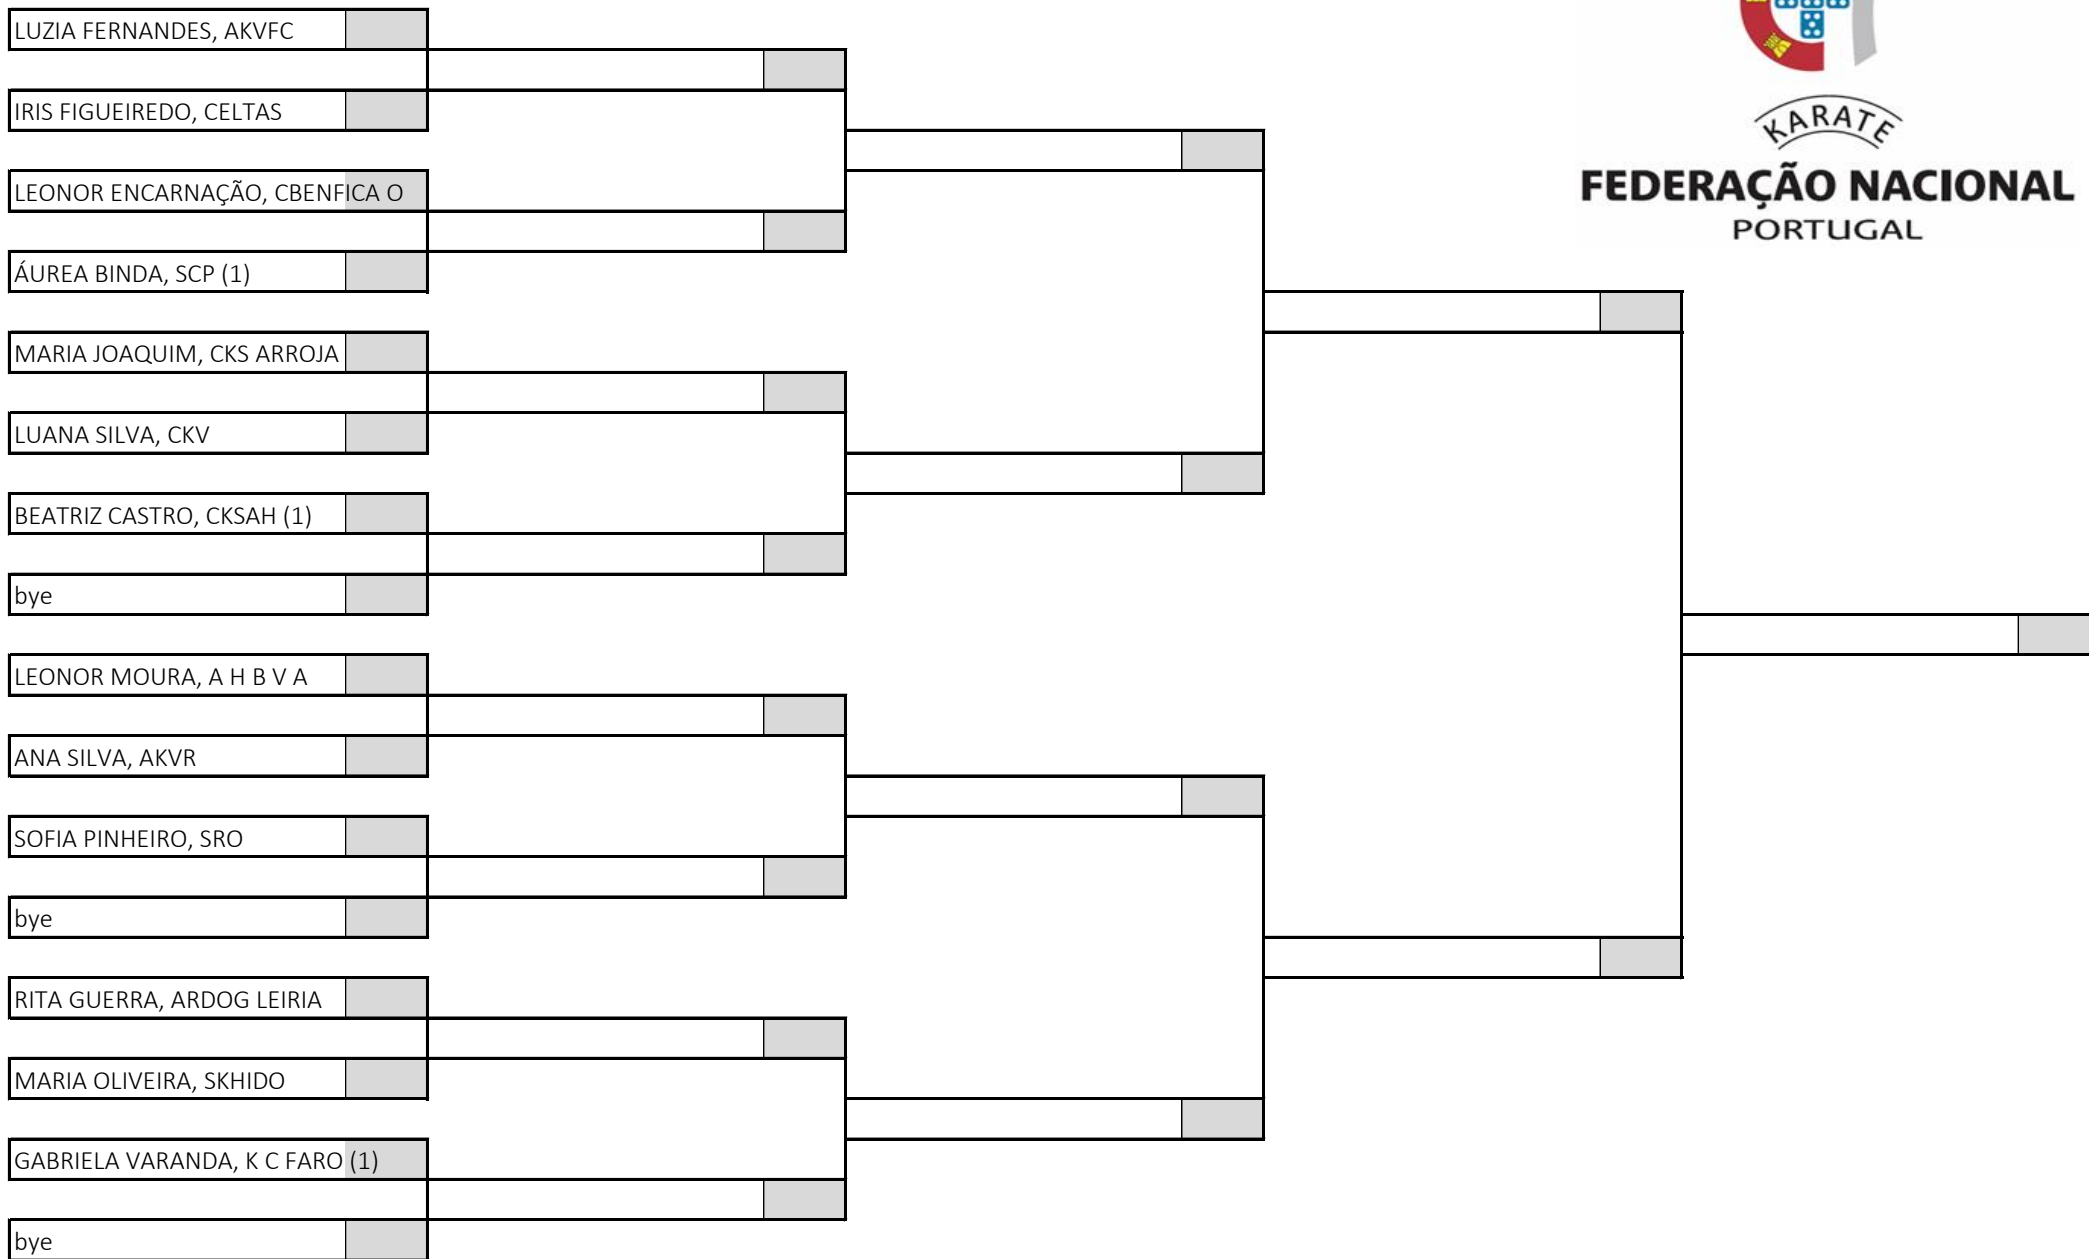 LUZIA FERNANDES, AKVFC
IRIS FIGUEIREDO, CELTAS
LEONOR ENCARNAÇÃO, CBENFICA O
ÁUREA BINDA, SCP (1)
MARIA JOAQUIM, CKS ARROJA
LUANA SILVA, CKV
BEATRIZ CASTRO, CKSAH (1)
bye
LEONOR MOURA, A H B V A
ANA SILVA, AKVR
SOFIA PINHEIRO, SRO
bye
RITA GUERRA, ARDOG LEIRIA
MARIA OLIVEIRA, SKHIDO
GABRIELA VARANDA, K C FARO (1)
bye
KARATE
FEDERAÇÃO NACIONAL
PORTUGAL